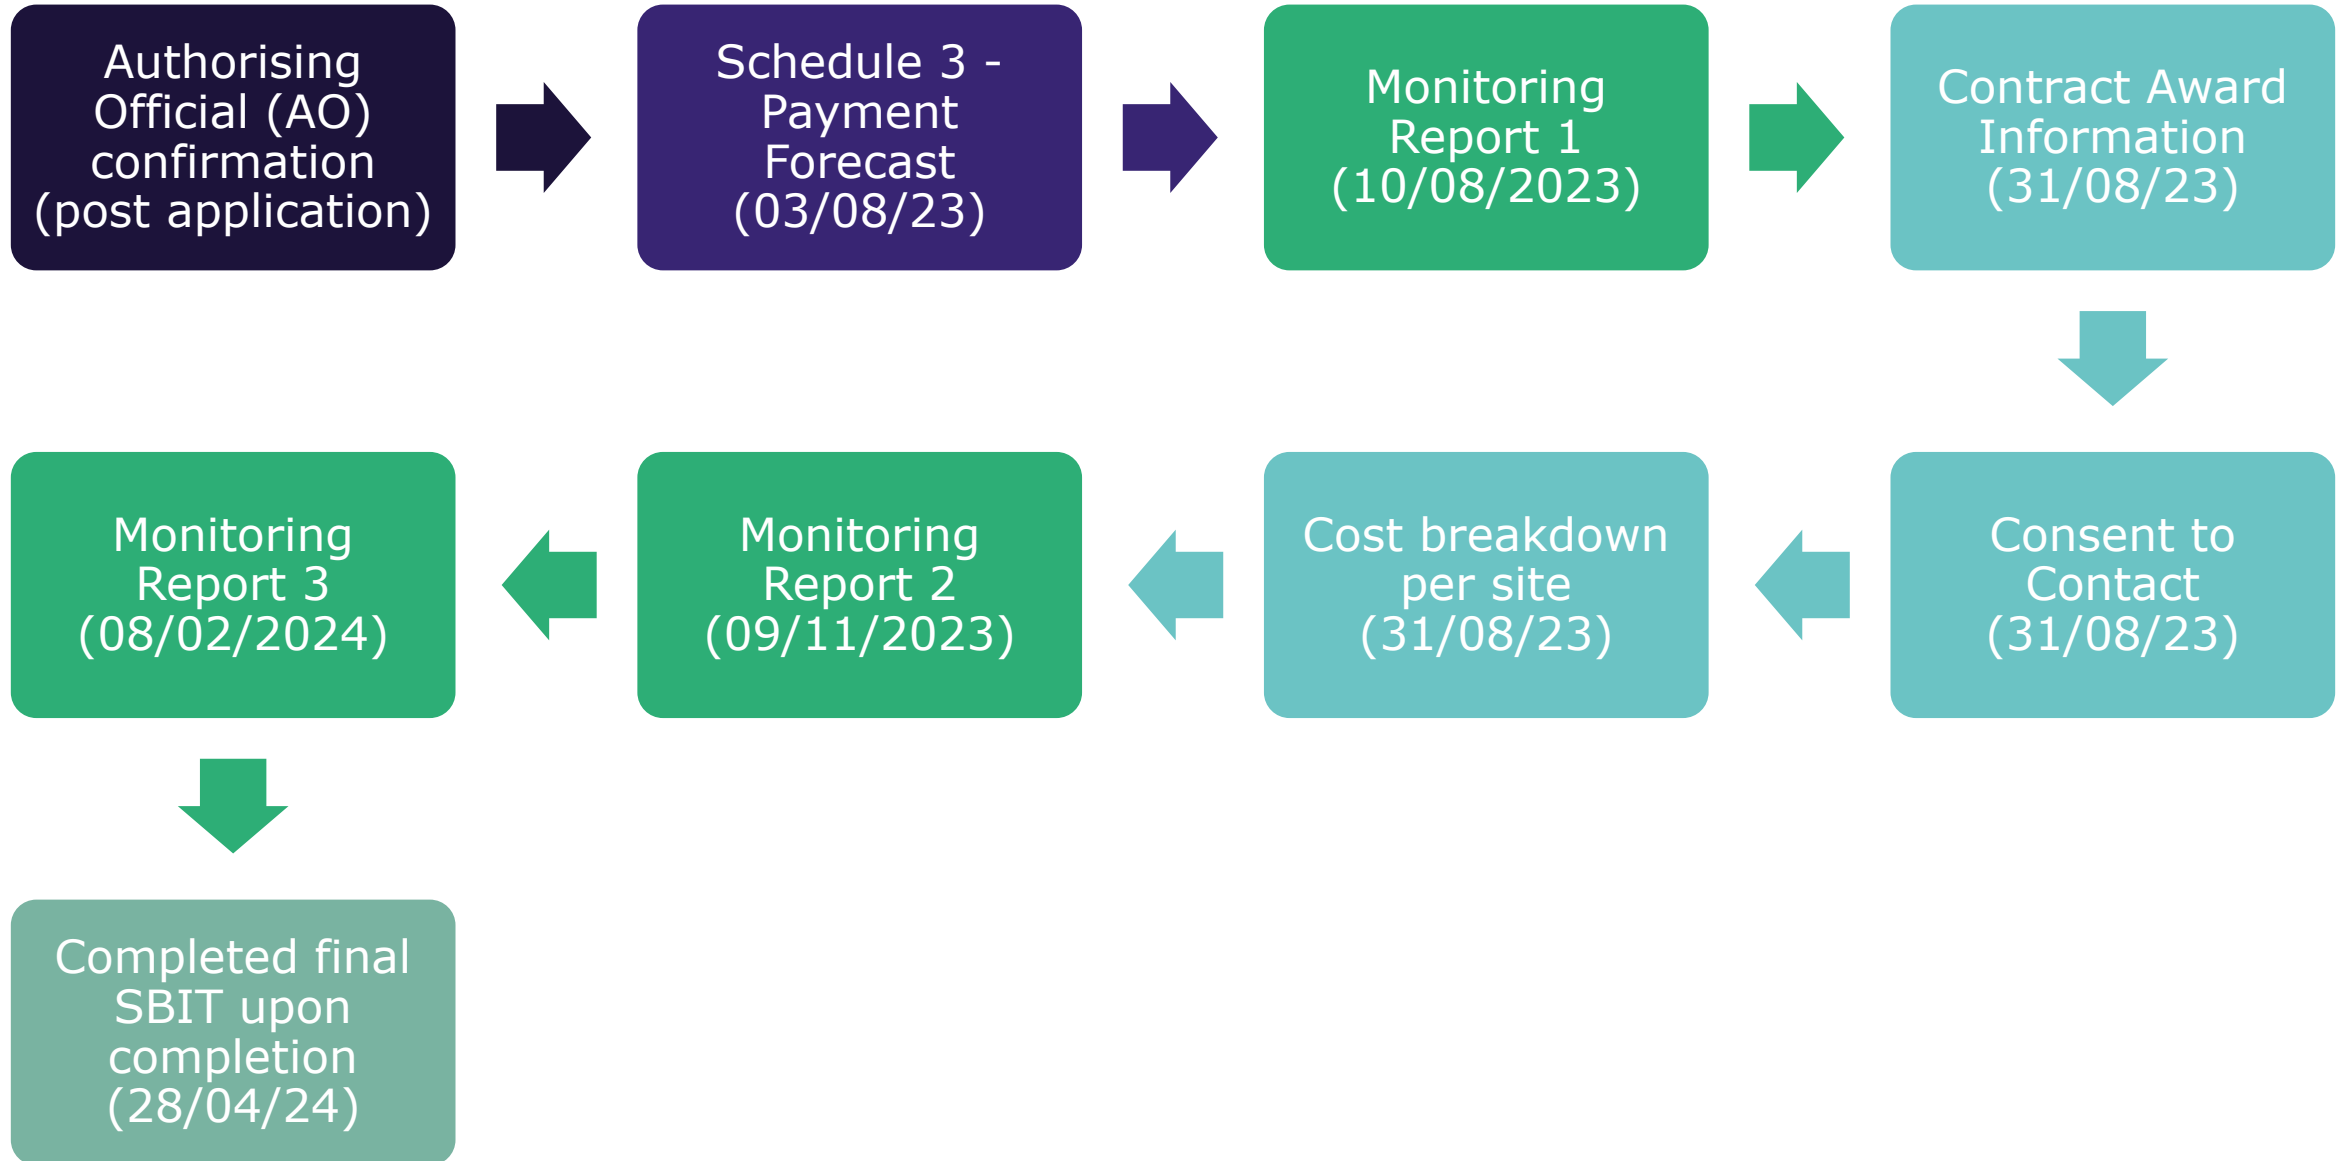 Authorising
Official (AO)
confirmation
(post application)
Schedule 3 -
Payment
Forecast
(03/08/23)
Monitoring
Report 1
(10/08/2023)
Contract Award
Information
(31/08/23)
Consent to
Contact
(31/08/23)
Cost breakdown
per site
(31/08/23)
Monitoring
Report 2
(09/11/2023)
Monitoring
Report 3
(08/02/2024)
Completed final
SBIT upon
completion
(28/04/24)